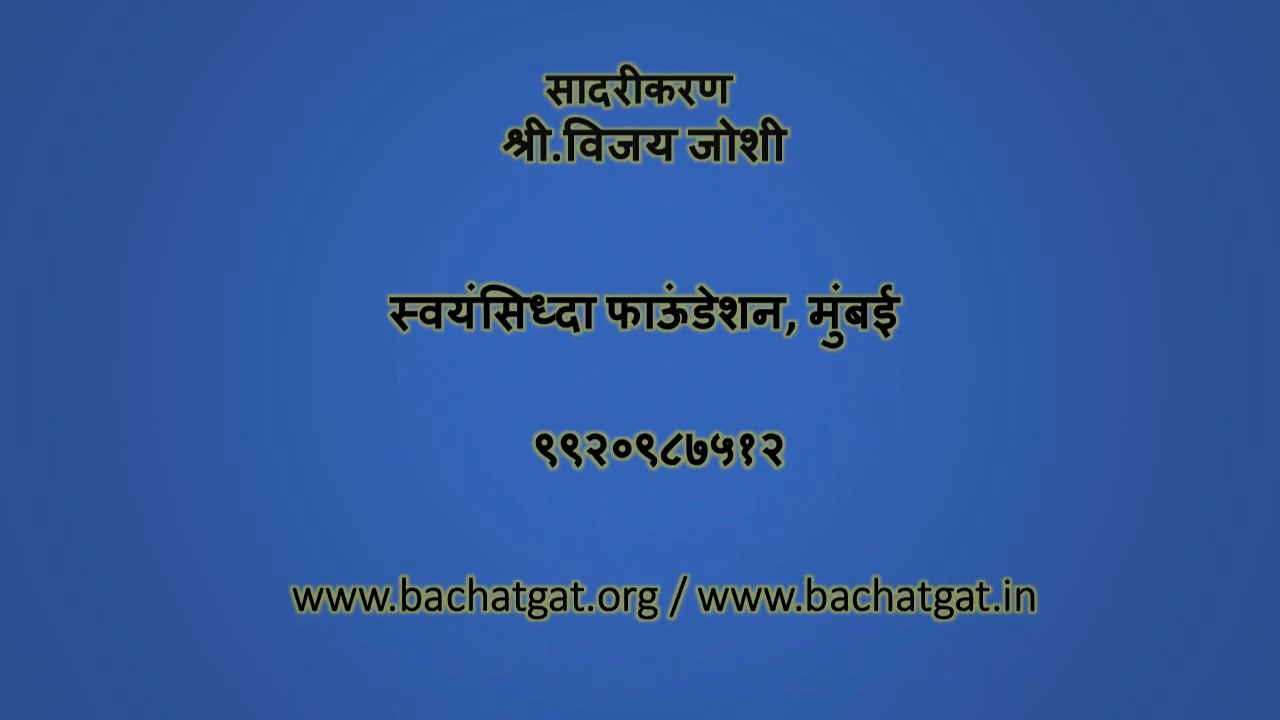 सादरीकरण
श्री.विजय जोशी
स्वयंसिध्दा फाऊंडेशन, मुंबई
९९२०९८७५१२
www.bachatgat.org / www.bachatgat.in